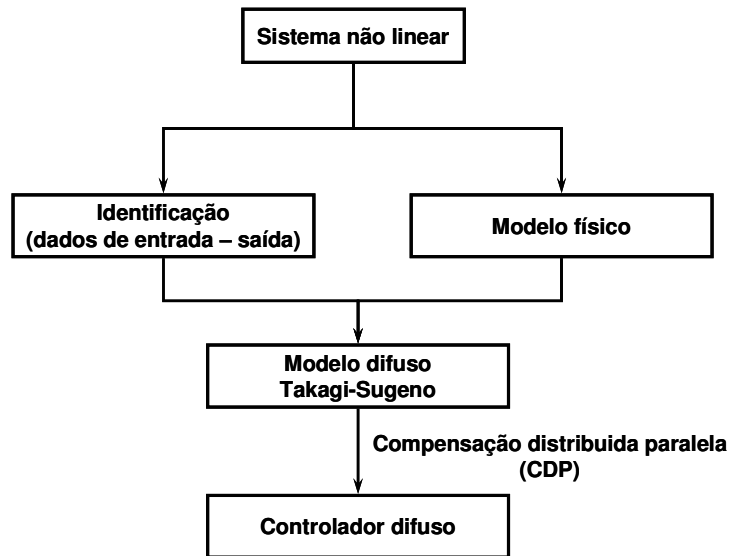 Sistema não linear
Identificação
(dados de entrada – saída)
Modelo físico
Modelo difuso
Takagi-Sugeno
Compensação distribuida paralela
(CDP)
Controlador difuso